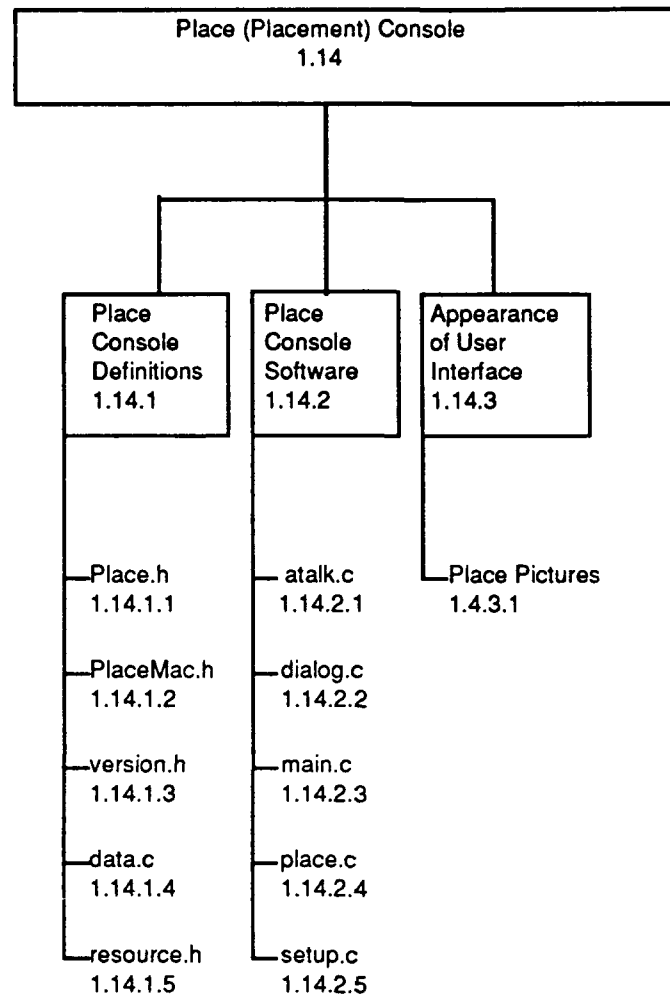 Place (Placement) Console
1.14
Place
Console
Definitions
1.14.1
Place
Console
Software
1.14.2
Appearance
of User
Interface
1.14.3
Place.h
1.14.1.1
PlaceMac.h
1.14.1.2
version.h
1.14.1.3
data.c
1.14.1.4
resource.h
1.14.1.5
atalk.c
1.14.2.1
dialog.c
1.14.2.2
main.c
1.14.2.3
place.c
1.14.2.4
setup.c
1.14.2.5
Place Pictures
1.4.3.1